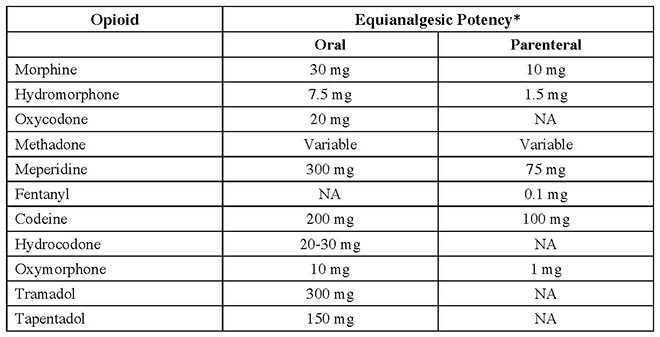 Opioid Equianalgesic Potency*
Oral Parenteral
Morphine 30 mg 10 mg
Hydromorphone 7.5 mg 1.5 mg
Oxycodone 20 mg NA
Methadone Variable Variable
Meperidine 300 mg 75 mg
Fentanyl NA 0.1 mg
Codeine 200 mg 100 mg
Hydrocodone 20-30 mg NA
Oxymorphone 10 mg 1 mg
Tramadol 300 mg NA
Tapentadol 150 mg NA